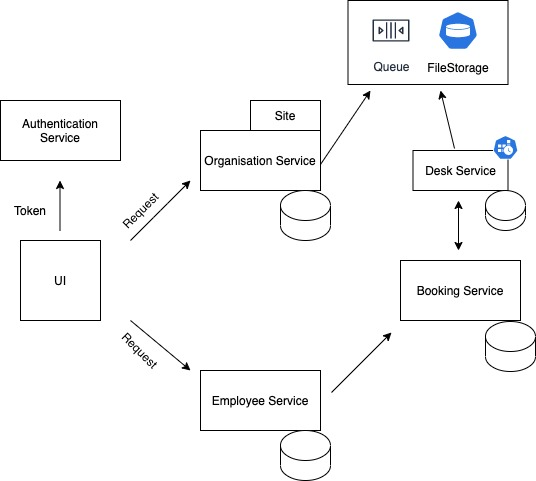 Queue
FileStorage
Site
Authentication
Service
Organisation Service
Desk Service
Request
Token
UI
Booking Service
Request
Employee Service